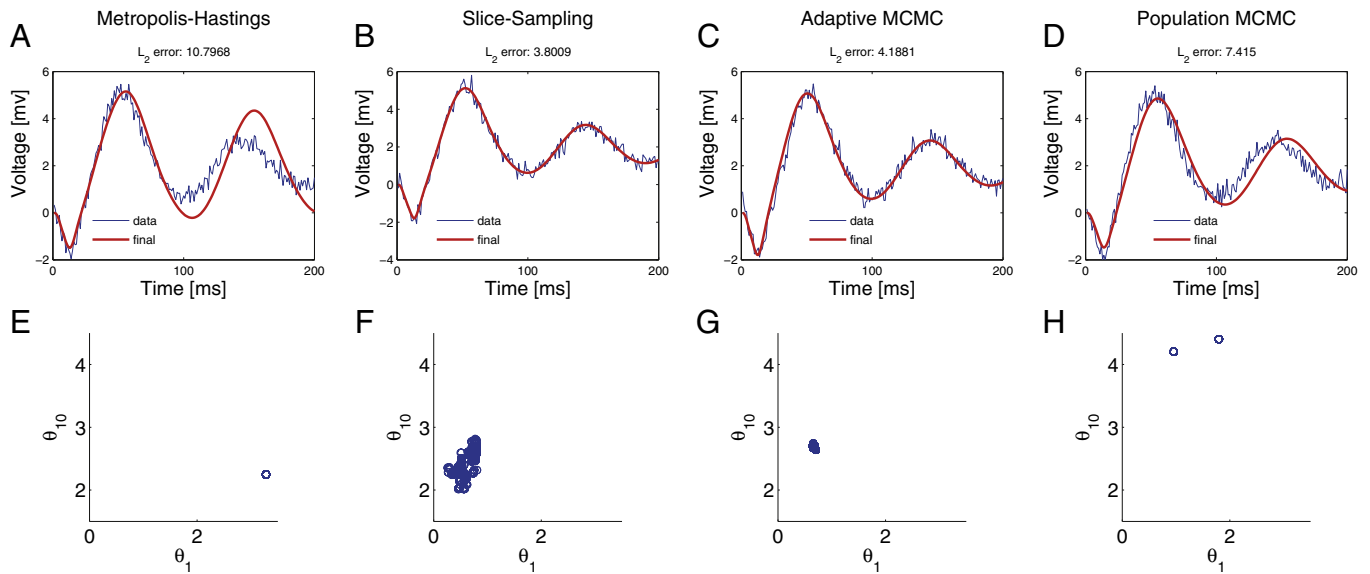 Metropolis-Hastings
Slice-Sampling
Adaptive MCMC
Population MCMC
A
B
C
D
L2 error: 10.7968
L2 error: 3.8009
L2 error: 4.1881
L2 error: 7.415
Voltage [mv]
6
4
2
0
−2
data
final
0
100
200
Time [ms]
Voltage [mv]
6
4
2
0
−2
−4
data
final
0
100
200
Time [ms]
Voltage [mv]
6
4
2
0
−2
data
final
0
100
200
Time [ms]
Voltage [mv]
6
4
2
0
−2
data
final
0
100
200
Time [ms]
E
F
G
H
θ10
4
3
2
0
2
θ1
θ10
4
3
2
0
2
θ1
θ10
4
3
2
0
2
θ1
θ10
4
3
2
0
2
θ1